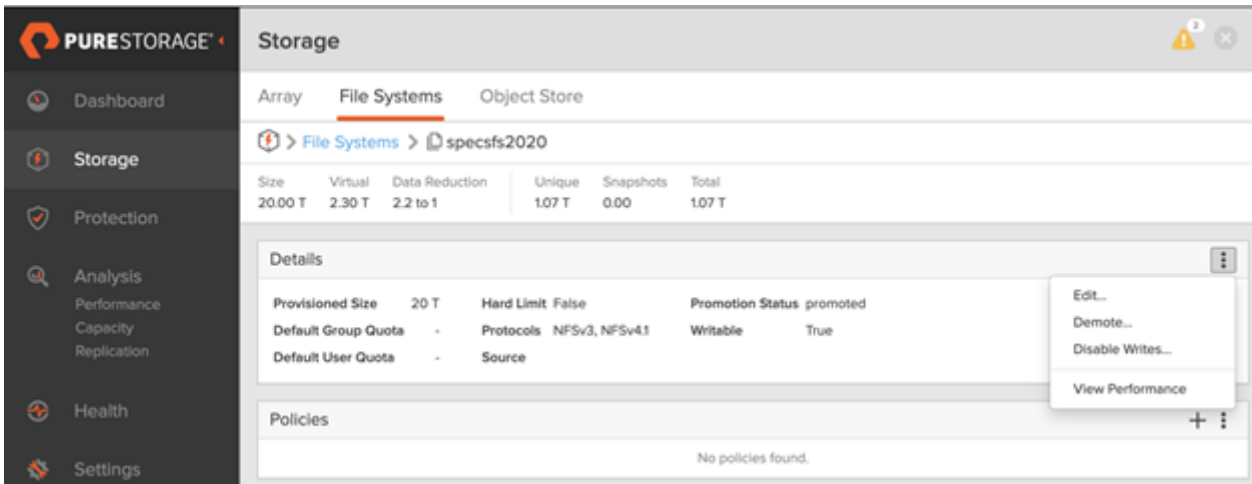 PURESTORAGE®
Storage
2
Dashboard
Array File Systems Object Store
Storage
> File Systems > specsfs2020
Size Virtual Data Reduction Unique Snapshots Total
20.00 T 2.30 T 2.2 to 1 1.07 T 0.00 1.07 T
Protection
Details
Analysis
Performance
Capacity
Replication
Provisioned Size 20 T Hard Limit False Promotion Status promoted
Default Group Quota - Protocols NFSv3, NFSv4.1 Writable True
Default User Quota - Source
Edit...
Demote...
Disable Writes...
View Performance
Health
Policies
No policies found.
Settings